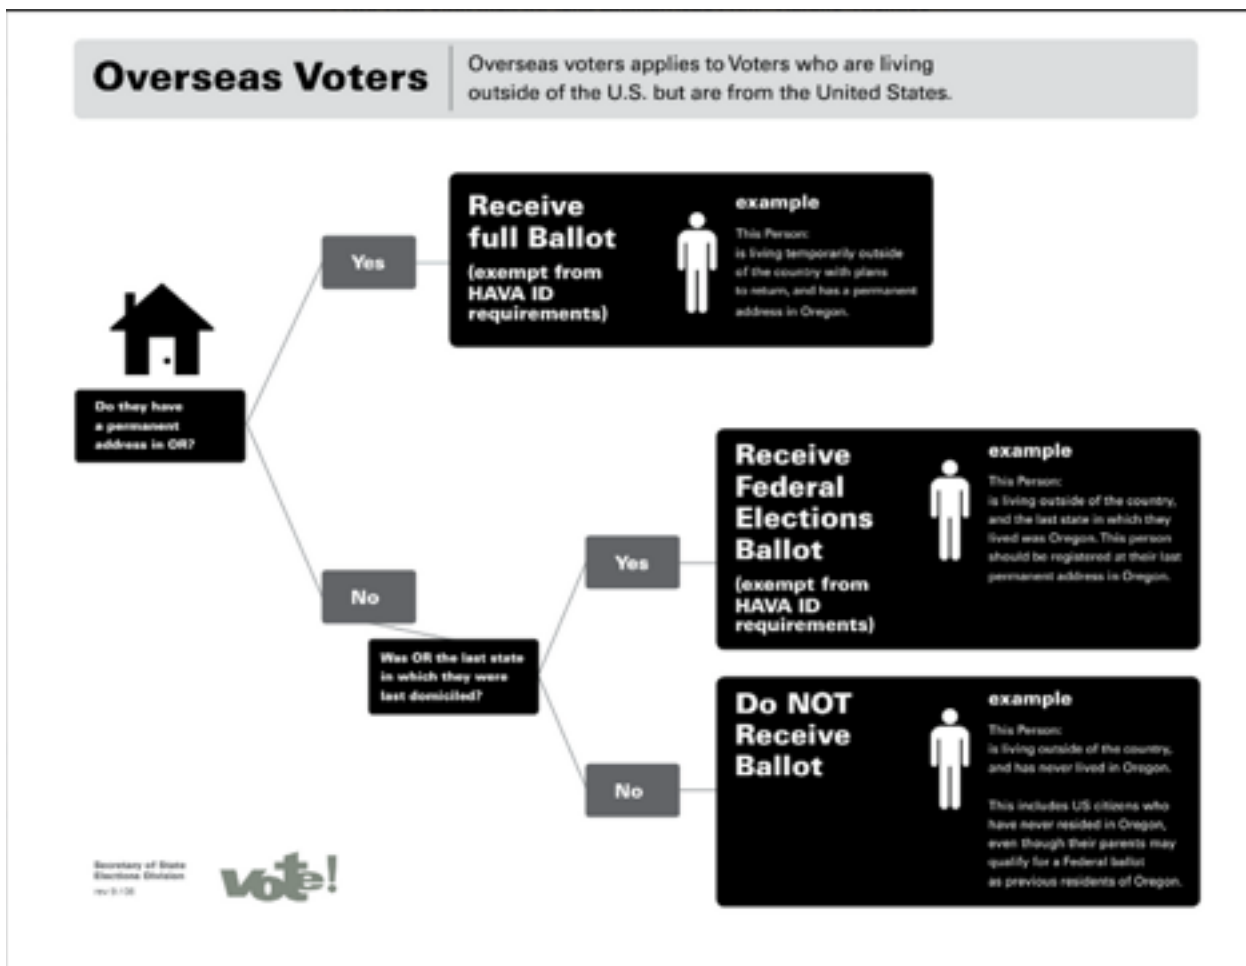 Overseas Voters
Overseas voters applies to Voters who are living
outside of the U.S. but are from the United States.
Receive
full Ballot
(exempt from
HAVA ID
requirements)
example
This Person:
is living temporarily outside
of the country with plans
to return, and has a permanent
address in Oregon.
Yes
Do they have
a permanent
address in OR?
No
Was OR the last state
in which they were
last domiciled?
Yes
Receive
Federal
Elections
Ballot
(exempt from
HAVA ID
requirements)
example
This Person:
is living outside of the country,
and the last state in which they
lived was Oregon. This person
should be registered at their last
permanent address in Oregon.
No
Do NOT
Receive
Ballot
example
This Person:
is living outside of the country,
and has never lived in Oregon.
This includes US citizens who
have never resided in Oregon,
even though their parents may
qualify for a Federal ballot
as previous residents of Oregon.
Secretary of State
Elections Division
rev
vote!